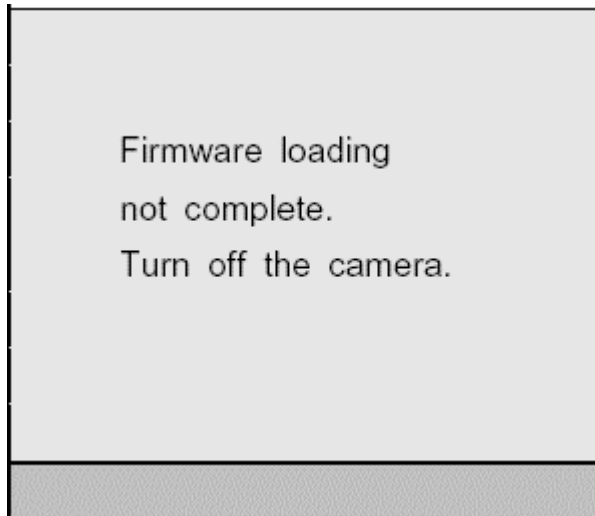 Firmware loading
not complete.
Turn off the camera.